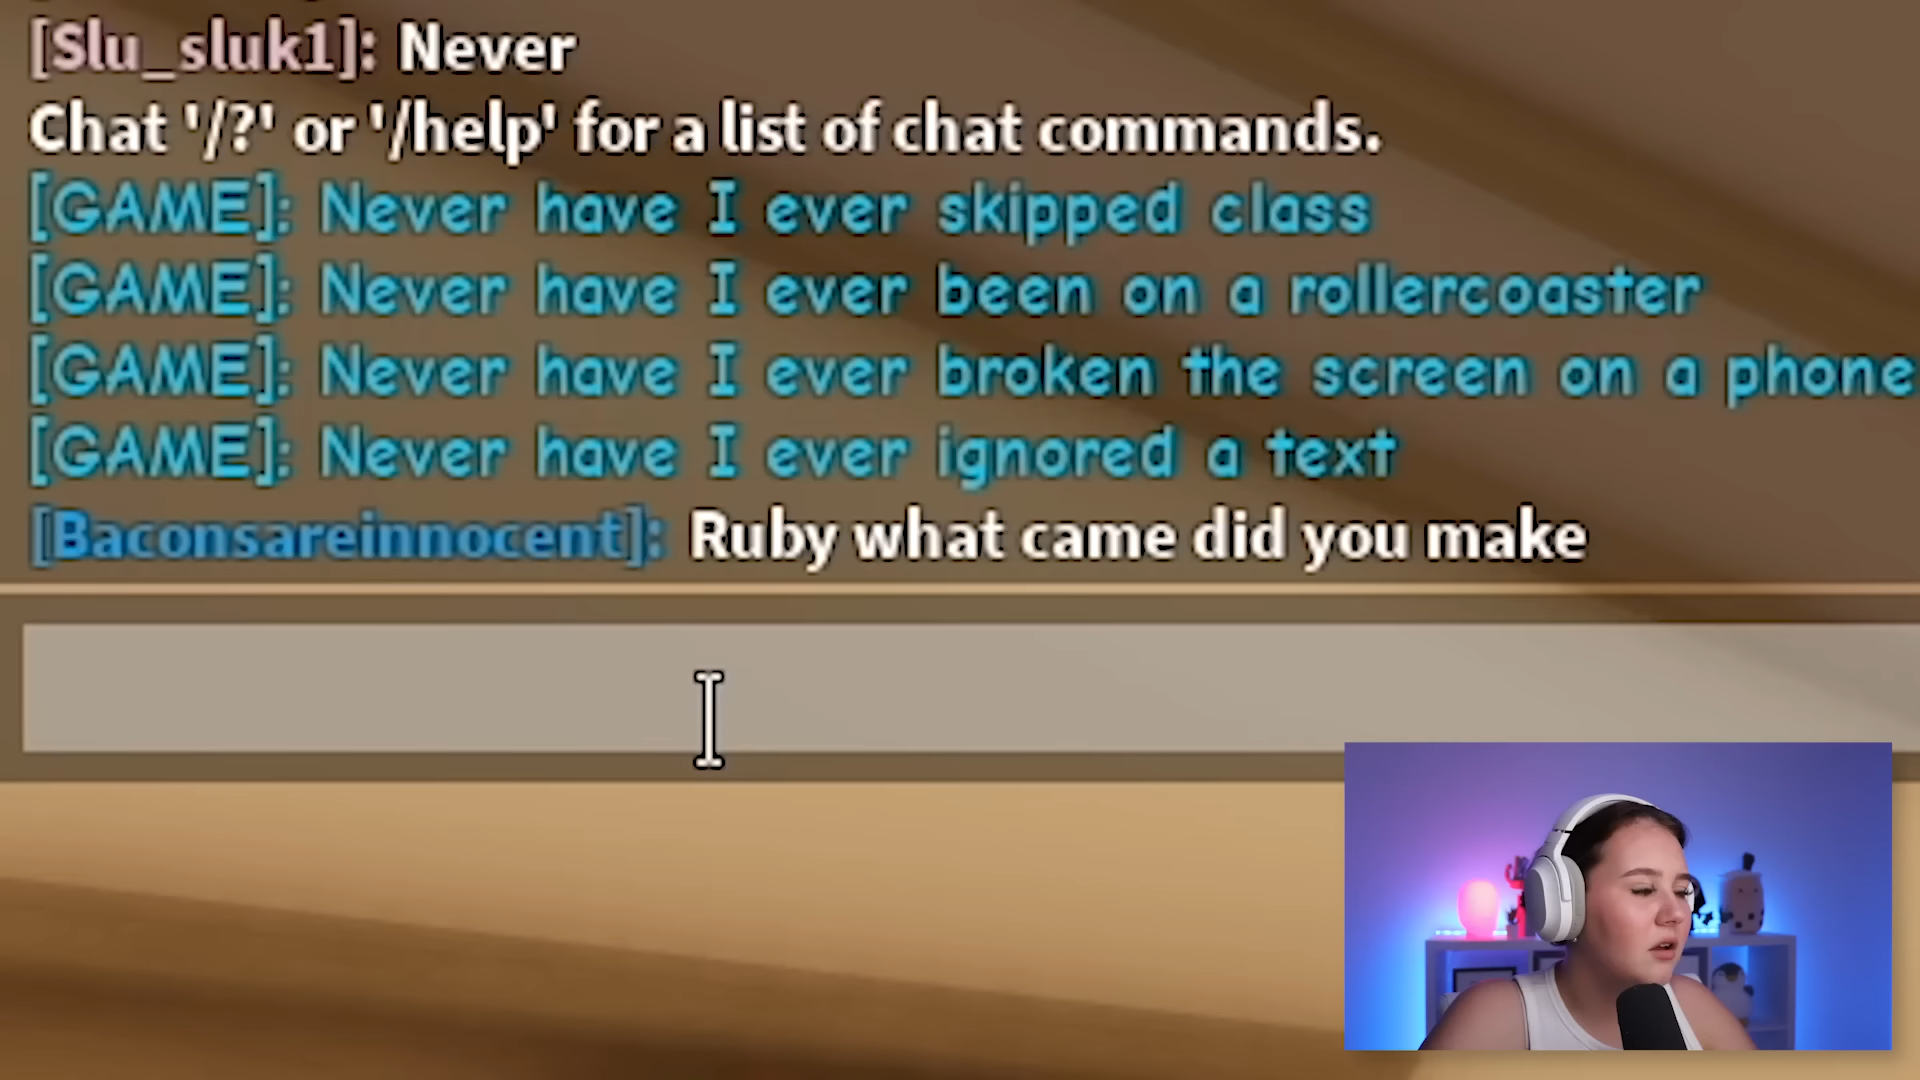 [Slu_sluk1]: Never
Chat '/?' or '/help' for a list of chat commands.
[GAME]: Never have I ever skipped class
[GAME]: Never have I ever been on a rollercoaster
[GAME]: Never have I ever broken the screen on a phone
[GAME]: Never have I ever ignored a text
[Baconsareinnocent]: Ruby what came did you make